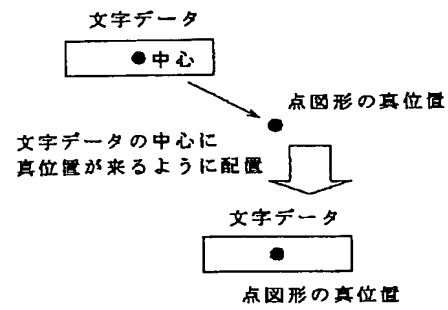 文字データ
中心
点図形の真位置
文字データの中心に
真位置が来るように配置
文字データ
点図形の真位置